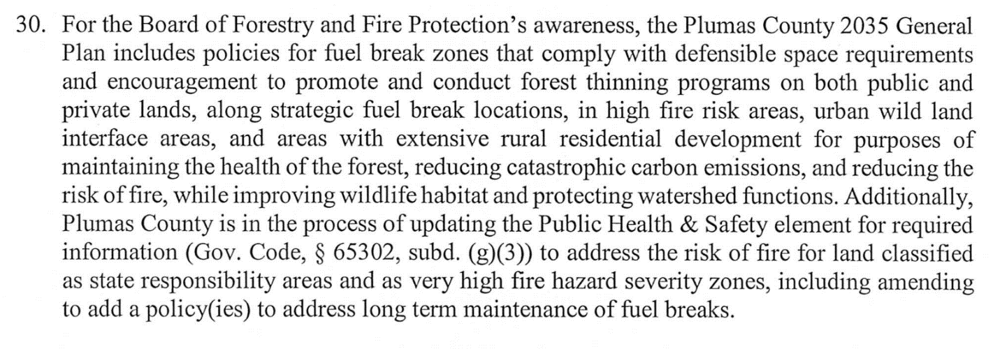 30. For the Board of Forestry and Fire Protection’s awareness, the Plumas County 2035 General
Plan includes policies for fuel break zones that comply with defensible space requirements
and encouragement to promote and conduct forest thinning programs on both public and
private lands, along strategic fuel break locations, in high fire risk areas, urban wild land
interface areas, and areas with extensive rural residential development for purposes of
maintaining the health of the forest, reducing catastrophic carbon emissions, and reducing the
risk of fire, while improving wildlife habitat and protecting watershed functions. Additionally,
Plumas County is in the process of updating the Public Health & Safety element for required
information (Gov. Code, § 65302, subd. (g)(3)) to address the risk of fire for land classified
as state responsibility areas and as very high fire hazard severity zones, including amending
to add a policy(ies) to address long term maintenance of fuel breaks.